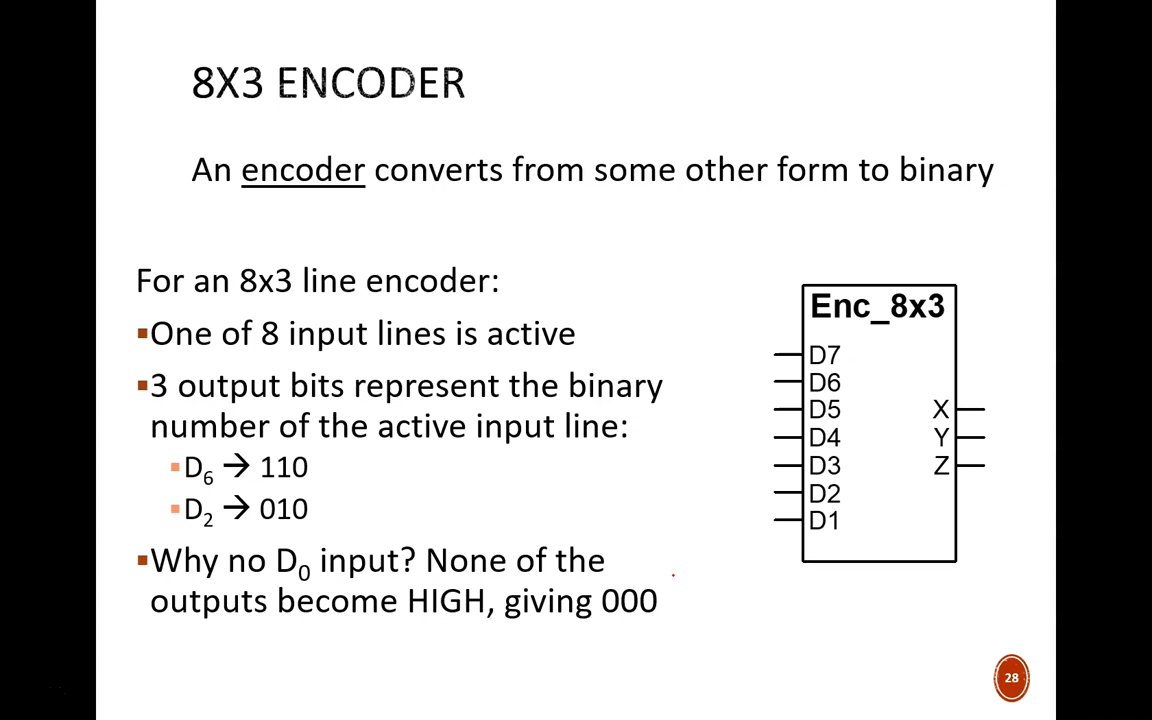 8X3 ENCODER
An encoder converts from some other form to binary
For an 8x3 line encoder:
▪One of 8 input lines is active
▪3 output bits represent the binary
number of the active input line:
▪D6 → 110
▪D2 → 010
▪Why no D0 input? None of the
outputs become HIGH, giving 000
Enc_8x3
D7
D6
D5 X
D4 Y
D3 Z
D2
D1
28